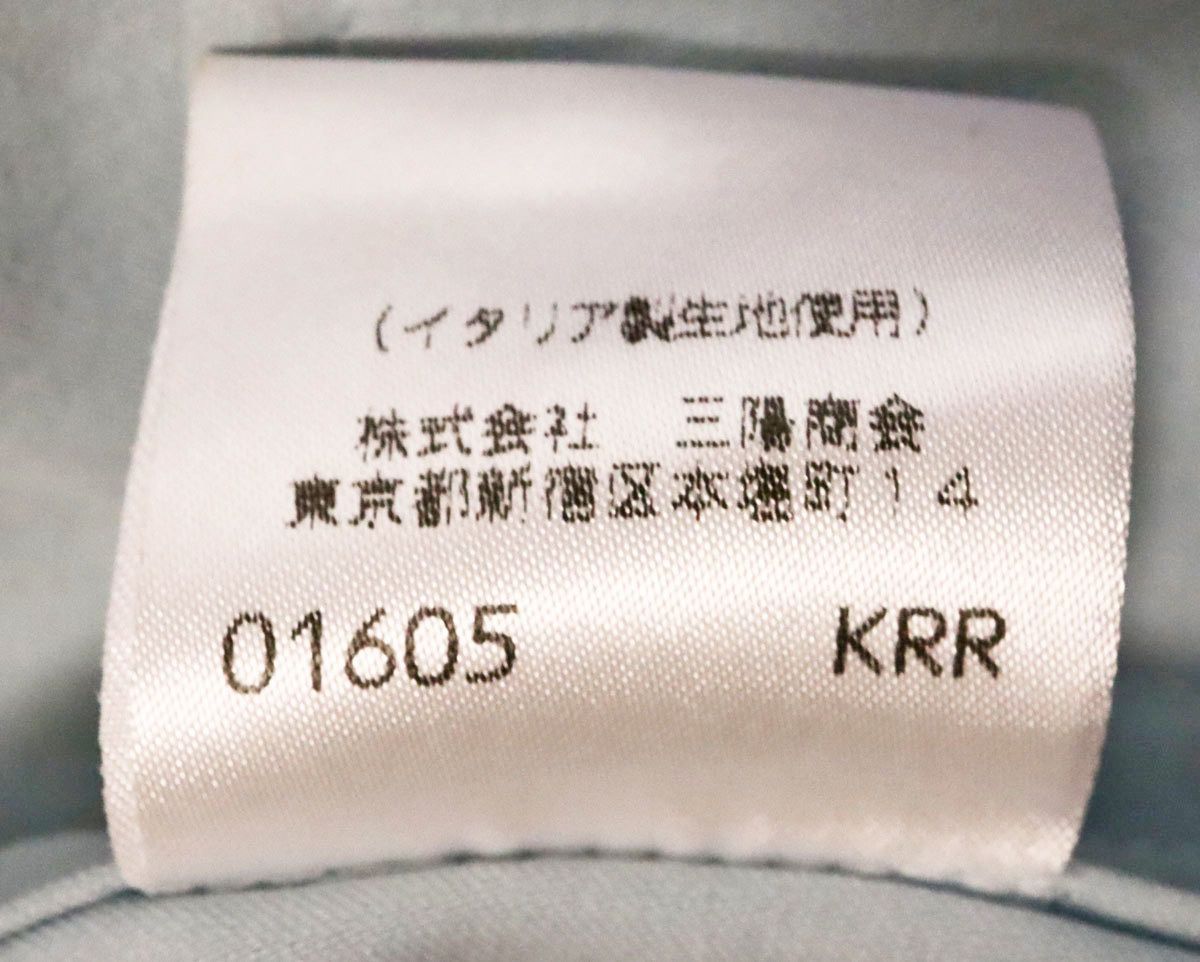 (イタリア製生地使用)
株式会社 三陽商会
東京都新宿区本塩町14
01605 KRR